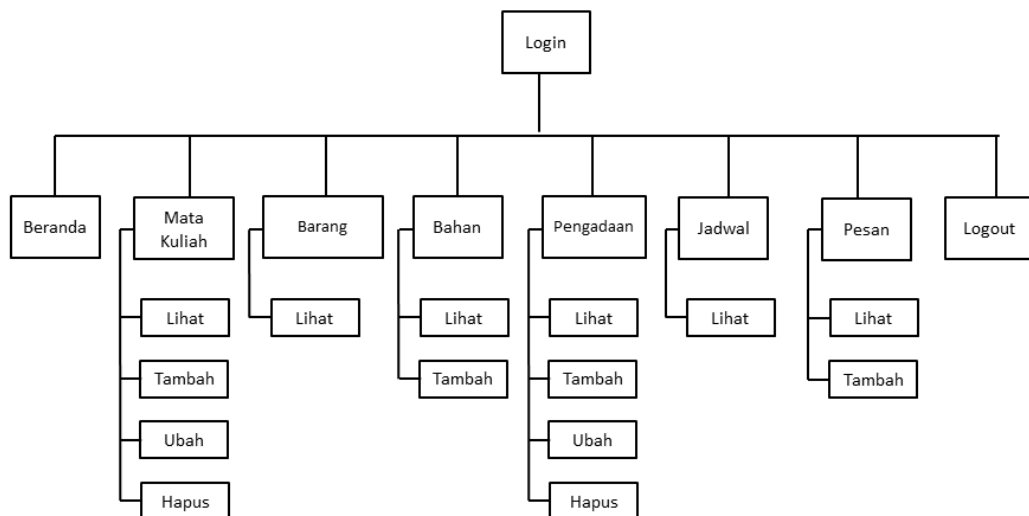 Login
Beranda
Mata
Kuliah
Barang
Bahan
Pengadaan
Jadwal
Pesan
Logout
Lihat
Lihat
Lihat
Lihat
Lihat
Lihat
Tambah
Tambah
Tambah
Tambah
Ubah
Ubah
Hapus
Hapus